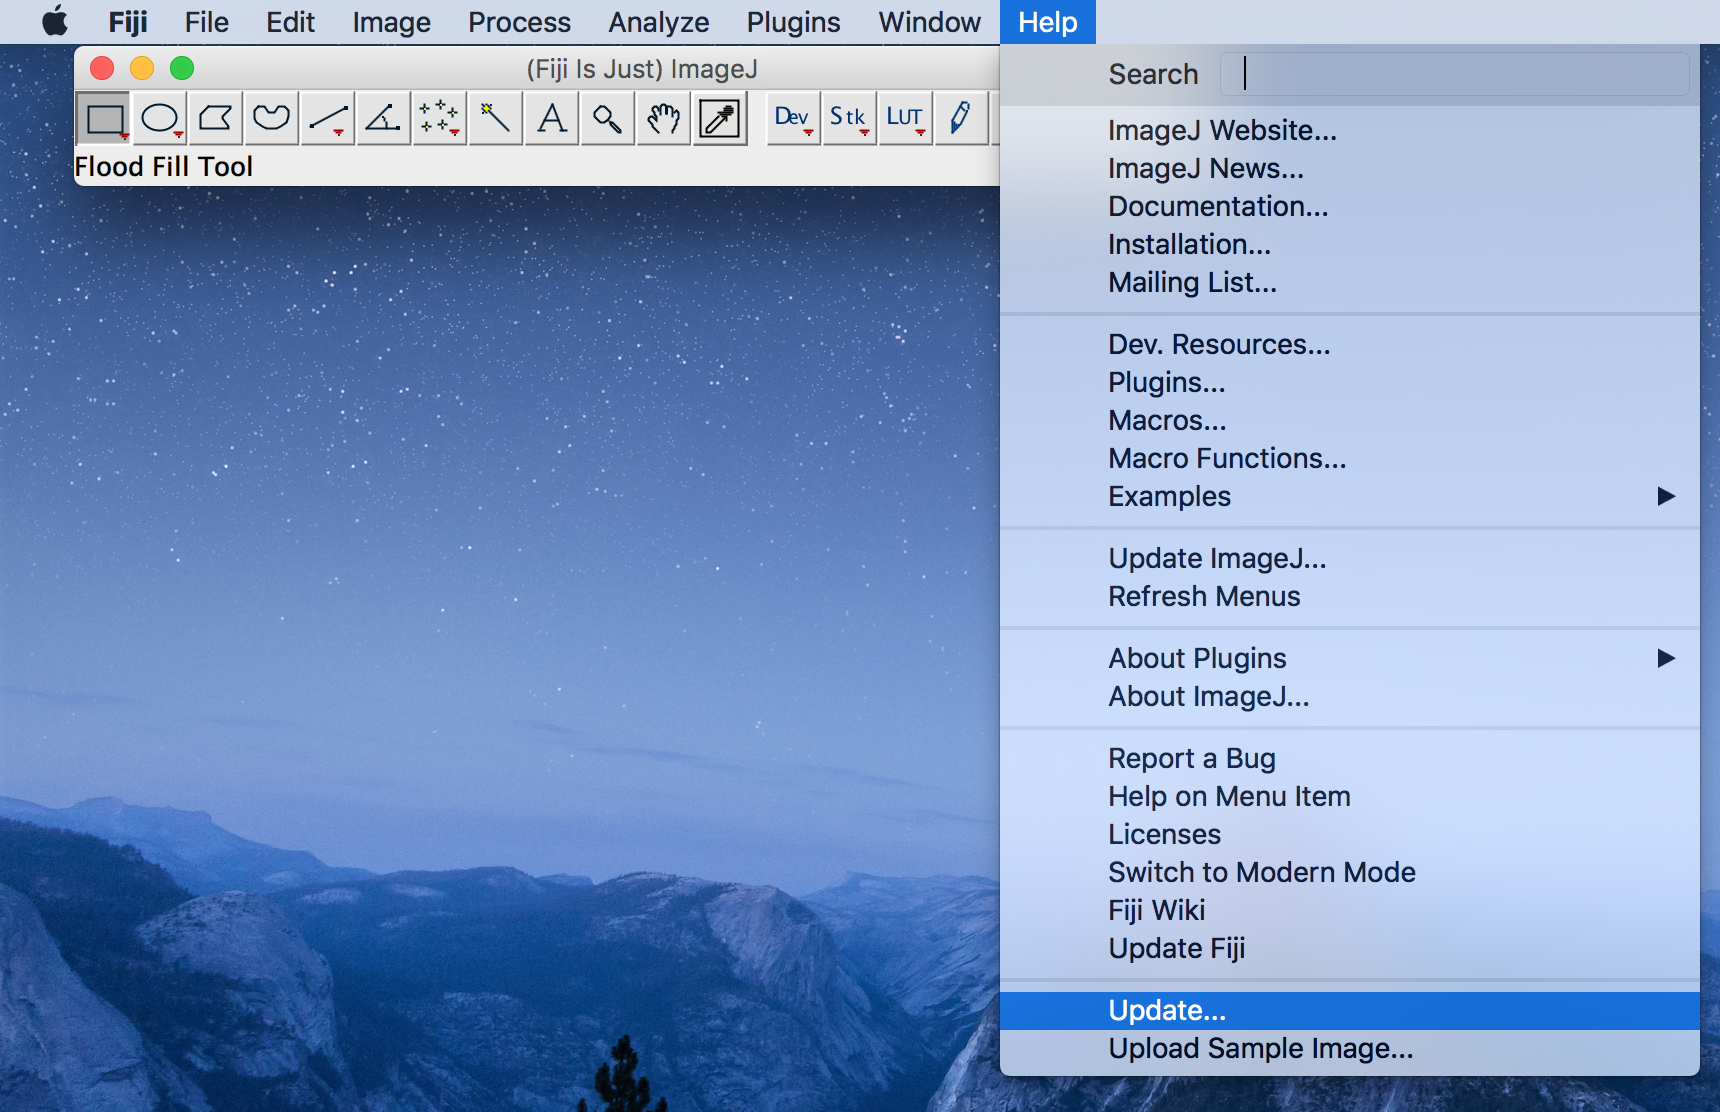 Fiji File Edit Image Process Analyze Plugins Window Help
(Fiji Is Just) ImageJ
A Dev Stk LUT
Flood Fill Tool
Search
ImageJ Website...
ImageJ News...
Documentation...
Installation...
Mailing List...
Dev. Resources...
Plugins...
Macros...
Macro Functions...
Examples
Update ImageJ...
Refresh Menus
About Plugins
About ImageJ...
Report a Bug
Help on Menu Item
Licenses
Switch to Modern Mode
Fiji Wiki
Update Fiji
Update...
Upload Sample Image...